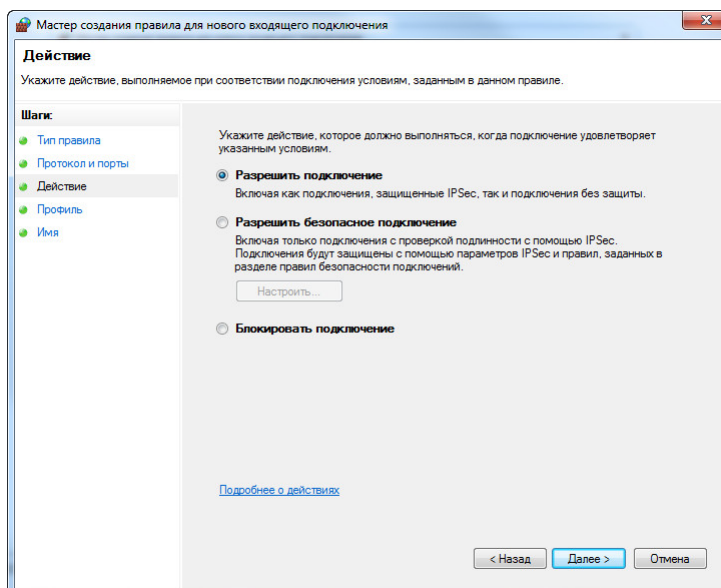 Мастер создания правила для нового входящего подключения
Действие
Укажите действие, выполняемое при соответствии подключения условиям, заданным в данном правиле.
Шаги:
Тип правила
Протокол и порты
Действие
Профиль
Имя
Укажите действие, которое должно выполняться, когда подключение удовлетворяет
указанным условиям.
Разрешить подключение
Включая как подключения, защищенные IPSec, так и подключения без защиты.
Разрешить безопасное подключение
Включая только подключения с проверкой подлинности с помощью IPSec.
Подключения будут защищены с помощью параметров IPSec и правил, заданных в
разделе правил безопасности подключений.
Настроить...
Блокировать подключение
Подробнее о действиях
< Назад Далее > Отмена